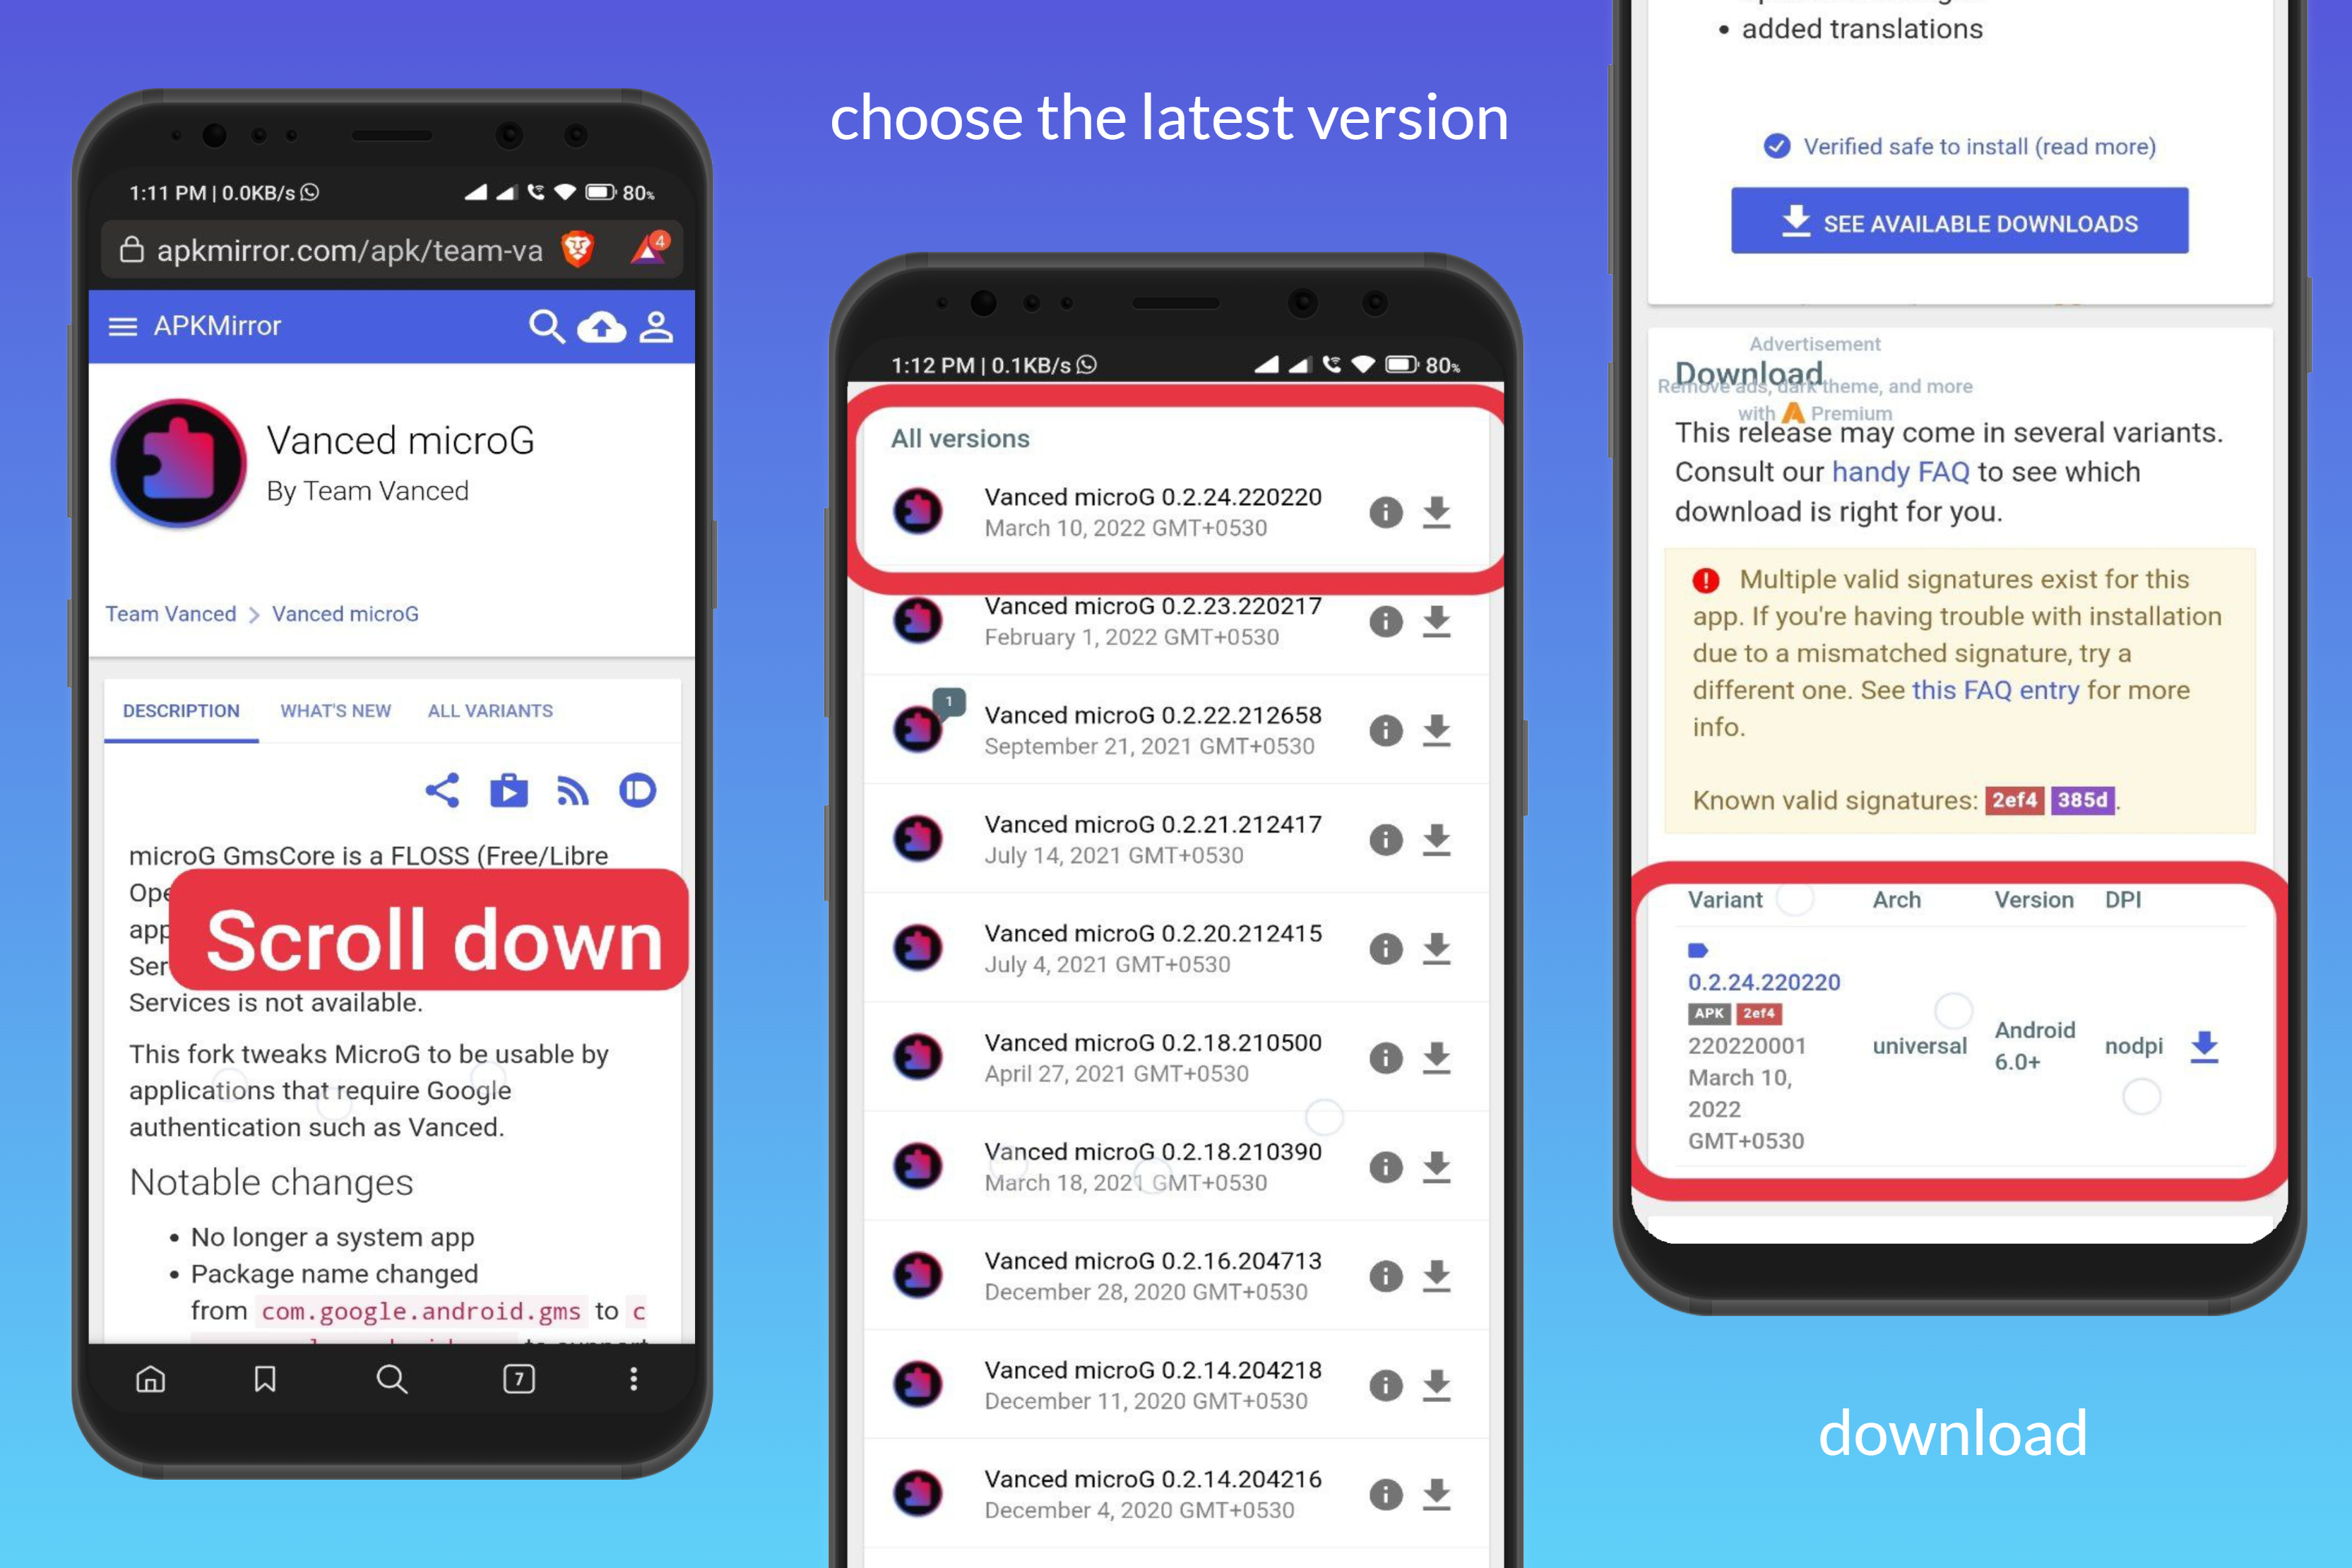 1:11 PM | 0.0KB/s
80%
apkmirror.com/apk/team-va
4
APKMirror
Vanced microG
By Team Vanced
Team Vanced > Vanced microG
DESCRIPTION WHAT'S NEW ALL VARIANTS
microG GmsCore is a FLOSS (Free/Libre
Scroll down
Services is not available.
This fork tweaks MicroG to be usable by
applications that require Google
authentication such as Vanced.
Notable changes
• No longer a system app
• Package name changed
from com.google.android.gms to c
7
choose the latest version
1:12 PM | 0.1KB/s
80%
All versions
Vanced microG 0.2.24.220220
March 10, 2022 GMT+0530
Vanced microG 0.2.23.220217
February 1, 2022 GMT+0530
1
Vanced microG 0.2.22.212658
September 21, 2021 GMT+0530
Vanced microG 0.2.21.212417
July 14, 2021 GMT+0530
Vanced microG 0.2.20.212415
July 4, 2021 GMT+0530
Vanced microG 0.2.18.210500
April 27, 2021 GMT+0530
Vanced microG 0.2.18.210390
March 18, 2021 GMT+0530
Vanced microG 0.2.16.204713
December 28, 2020 GMT+0530
Vanced microG 0.2.14.204218
December 11, 2020 GMT+0530
Vanced microG 0.2.14.204216
December 4, 2020 GMT+0530
• added translations
Verified safe to install (read more)
SEE AVAILABLE DOWNLOADS
Advertisement
Download
Remove ads, dark theme, and more
with Premium
This release may come in several variants.
Consult our handy FAQ to see which
download is right for you.
Multiple valid signatures exist for this
app. If you're having trouble with installation
due to a mismatched signature, try a
different one. See this FAQ entry for more
info.
Known valid signatures: 2ef4 385d.
Variant Arch Version DPI
0.2.24.220220
APK 2ef4
220220001
March 10,
2022
GMT+0530
universal
Android
6.0+
nodpi
download